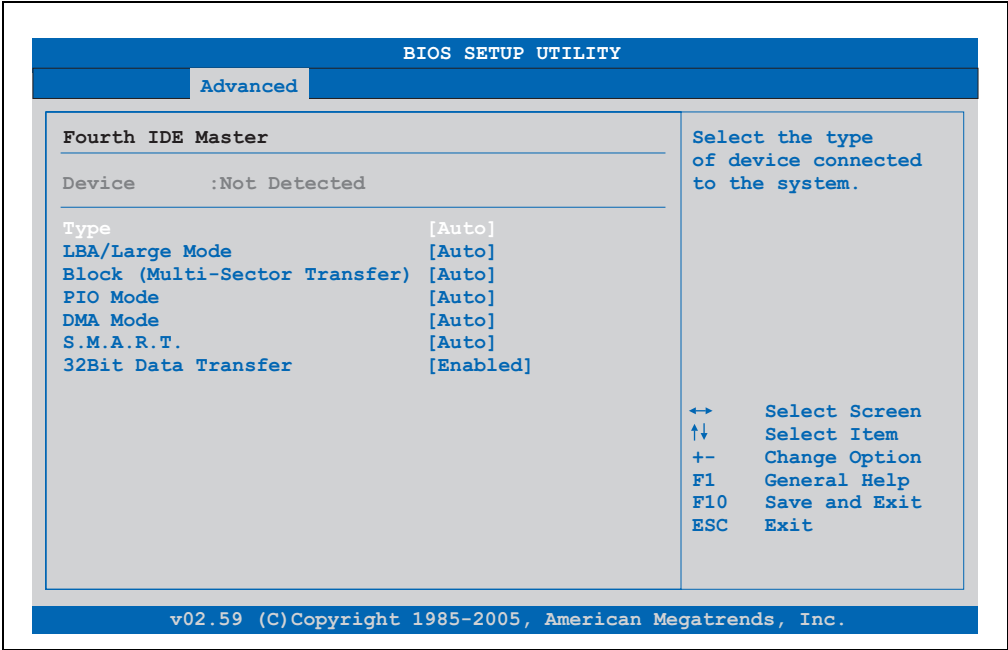 BIOS SETUP UTILITY
Advanced
Fourth IDE Master
Device :Not Detected
Type [Auto]
LBA/Large Mode [Auto]
Block (Multi-Sector Transfer) [Auto]
PIO Mode [Auto]
DMA Mode [Auto]
S.M.A.R.T. [Auto]
32Bit Data Transfer [Enabled]
Select the type
of device connected
to the system.
↔ Select Screen
↑↓ Select Item
+- Change Option
F1 General Help
F10 Save and Exit
ESC Exit
v02.59 (C)Copyright 1985-2005, American Megatrends, Inc.